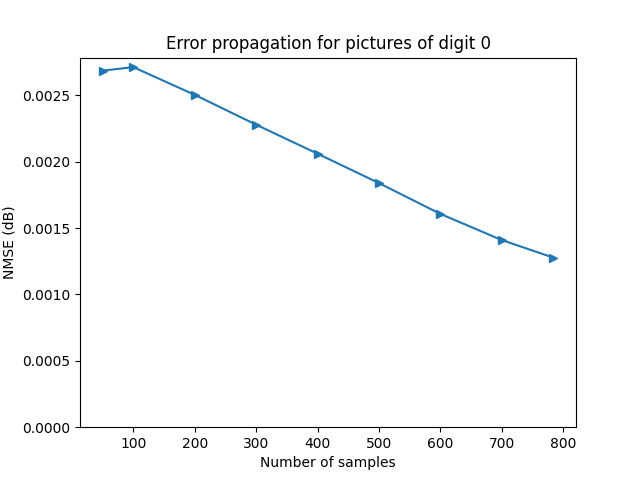 Error propagation for pictures of digit 0
NMSE (dB)
0.0025
0.0020
0.0015
0.0010
0.0005
0.0000
100 200 300 400 500 600 700 800
Number of samples